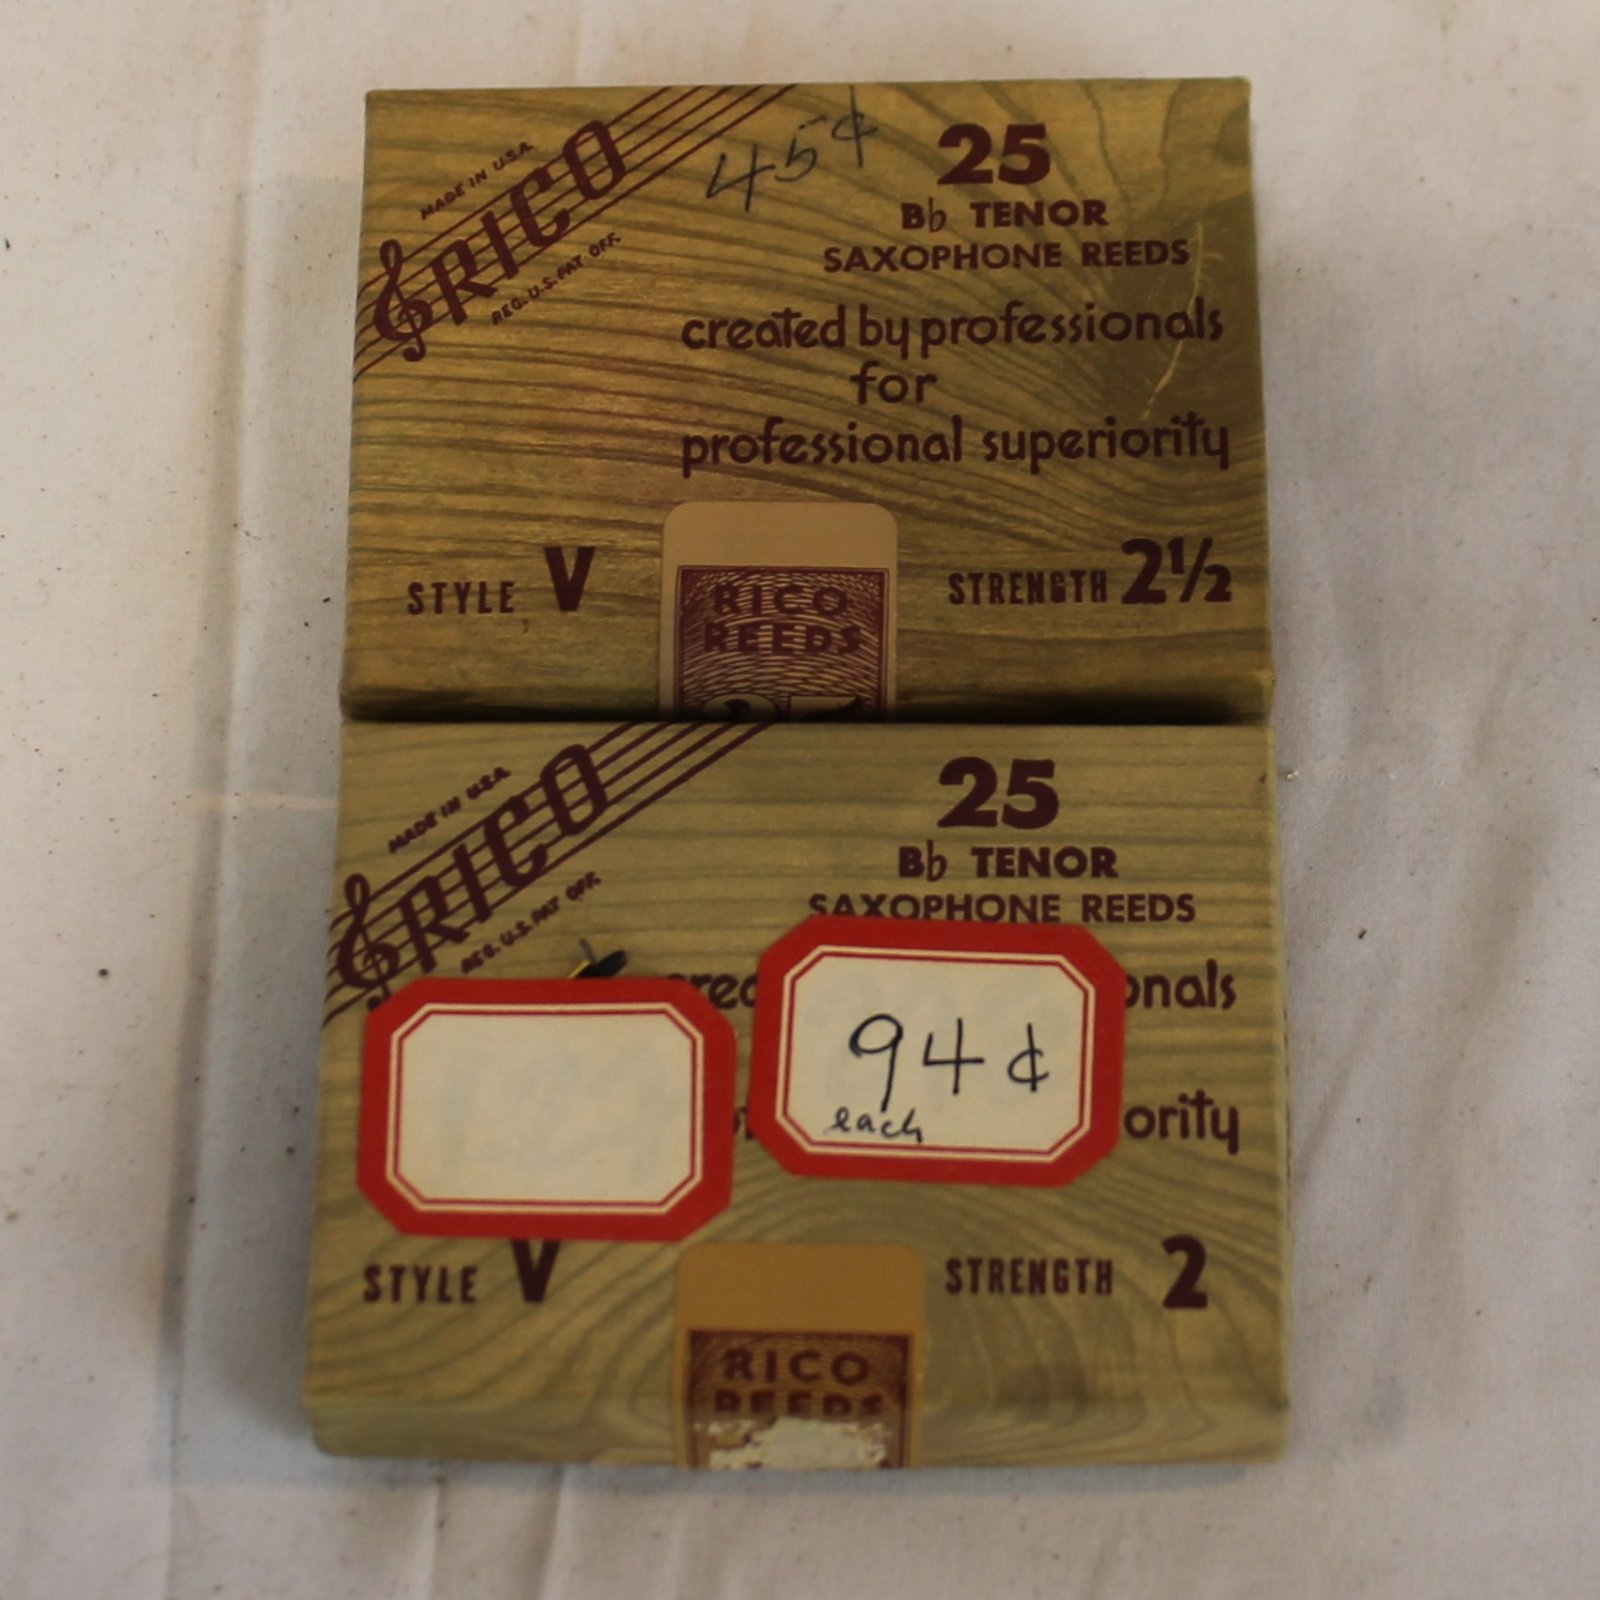 MADE IN U.S.A.
RICO
REG. U.S. PAT. OFF.
45¢
25
B♭ TENOR
SAXOPHONE REEDS
created by professionals
for
professional superiority
STYLE V
RICO
REEDS
STRENGTH 2½
MADE IN U.S.A.
RICO
REG. U.S. PAT. OFF.
25
B♭ TENOR
SAXOPHONE REEDS
94¢
each
STYLE V
STRENGTH 2
RICO
REEDS